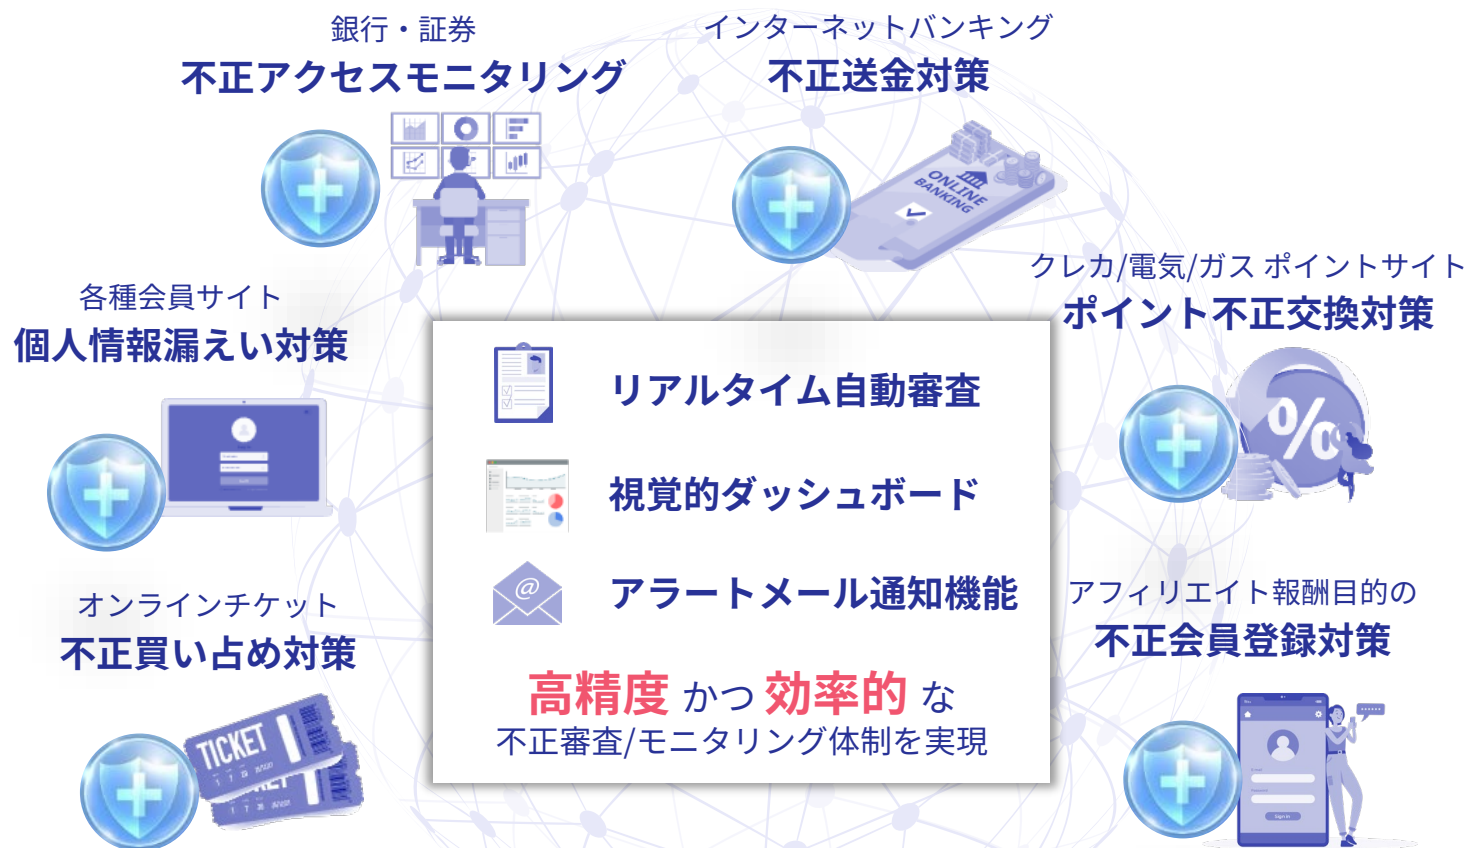 銀行・証券
不正アクセスモニタリング
インターネットバンキング
不正送金対策
ONLINE
BANKING
クレカ/電気/ガス ポイントサイト
ポイント不正交換対策
%
各種会員サイト
個人情報漏えい対策
リアルタイム自動審査
視覚的ダッシュボード
@
アラートメール通知機能
高精度 かつ 効率的 な
不正審査/モニタリング体制を実現
オンラインチケット
不正買い占め対策
TICKET
アフィリエイト報酬目的の
不正会員登録対策
Sign in